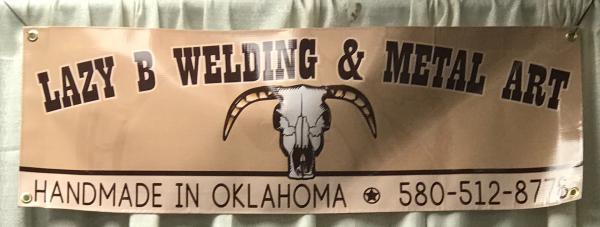 LAZY B WELDING & METAL ART
HANDMADE IN OKLAHOMA 580-512-8776